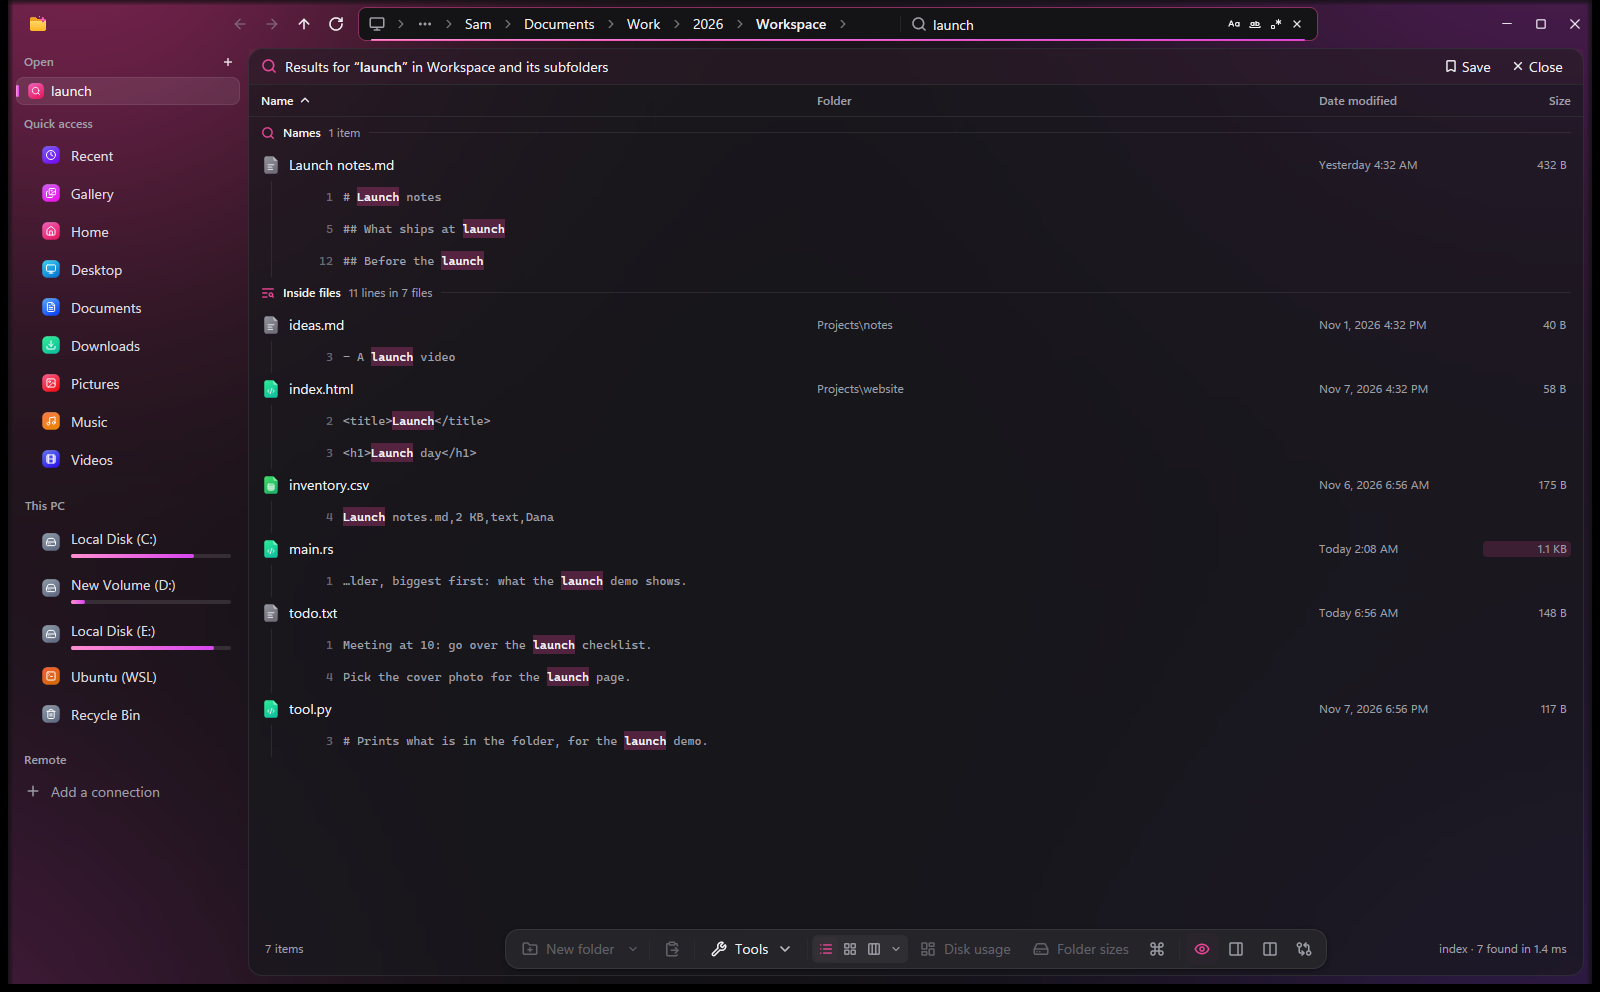 Sam Documents Work 2026 Workspace launch
Open
launch
Quick access
Recent
Gallery
Home
Desktop
Documents
Downloads
Pictures
Music
Videos
This PC
Local Disk (C:)
New Volume (D:)
Local Disk (E:)
Ubuntu (WSL)
Recycle Bin
Remote
Add a connection
Results for “launch” in Workspace and its subfolders Save Close
Name Folder Date modified Size
Names 1 item
Launch notes.md Yesterday 4:32 AM 432 B
1 # Launch notes
5 ## What ships at launch
12 ## Before the launch
Inside files 11 lines in 7 files
ideas.md Projects\notes Nov 1, 2026 4:32 PM 40 B
3 - A launch video
index.html Projects\website Nov 7, 2026 4:32 PM 58 B
2 <title>Launch</title>
3 <h1>Launch day</h1>
inventory.csv Nov 6, 2026 6:56 AM 175 B
4 Launch notes.md,2 KB,text,Dana
main.rs Today 2:08 AM 1.1 KB
1 …lder, biggest first: what the launch demo shows.
todo.txt Today 6:56 AM 148 B
1 Meeting at 10: go over the launch checklist.
4 Pick the cover photo for the launch page.
tool.py Nov 7, 2026 6:56 PM 117 B
3 # Prints what is in the folder, for the launch demo.
7 items New folder Tools Disk usage Folder sizes index · 7 found in 1.4 ms